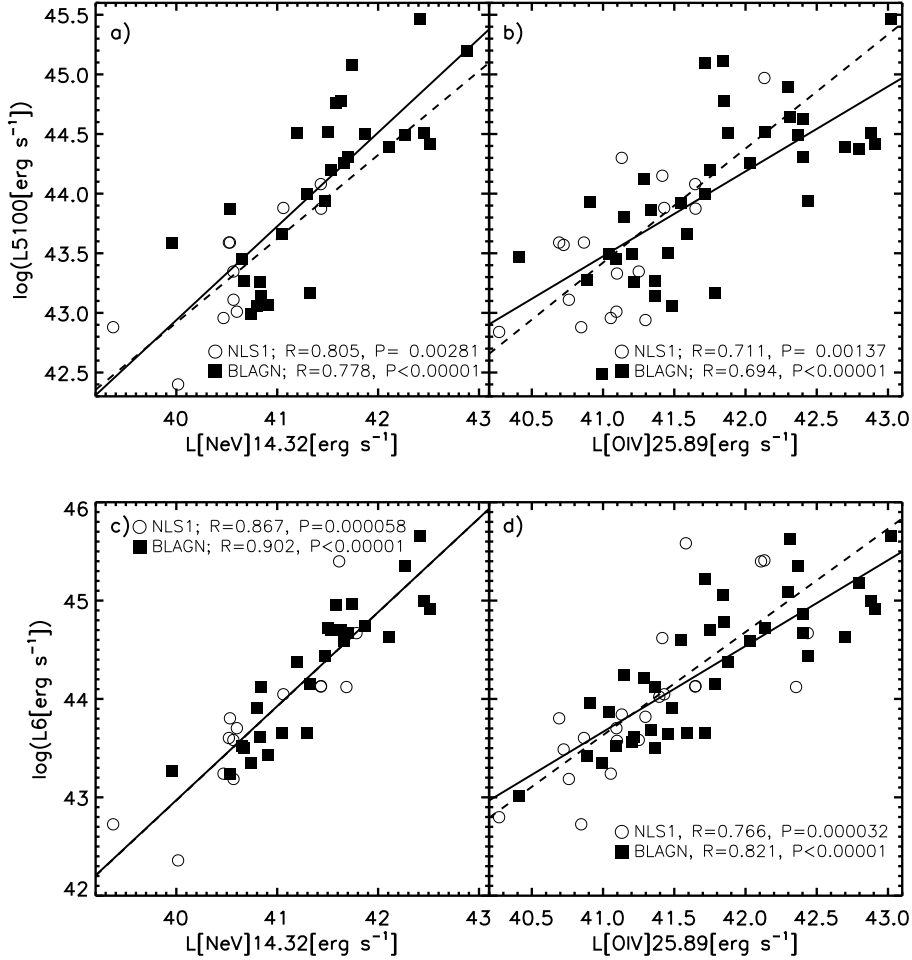 a)
b)
45.5
45.0
44.5
44.0
43.5
43.0
42.5
log(L5100[erg s⁻¹])
NLS1; R=0.805, P= 0.00281
BLAGN; R=0.778, P<0.00001
NLS1; R=0.711, P= 0.00137
BLAGN; R=0.694, P<0.00001
40 41 42 43
40.5 41.0 41.5 42.0 42.5 43.0
L[NeV]14.32[erg s⁻¹]
L[OIV]25.89[erg s⁻¹]
c)
NLS1; R=0.867, P=0.000058
BLAGN; R=0.902, P<0.00001
d)
46
45
44
43
42
log(L6[erg s⁻¹])
NLS1, R=0.766, P=0.000032
BLAGN, R=0.821, P<0.00001
40 41 42 43
40.5 41.0 41.5 42.0 42.5 43.0
L[NeV]14.32[erg s⁻¹]
L[OIV]25.89[erg s⁻¹]